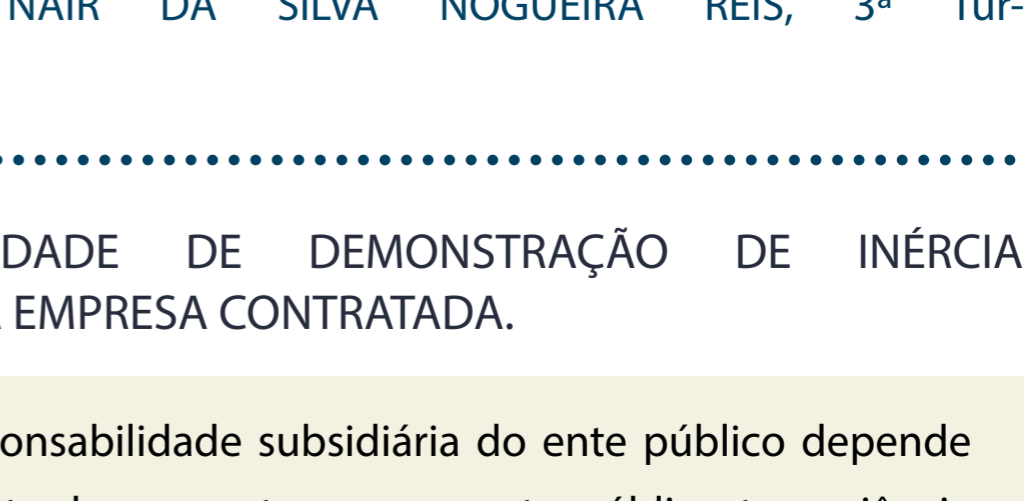 NAIR DA SILVA NOGUEIRA REIS, 3ª Tur-
DADE DE DEMONSTRAÇÃO DE INÉRCIA
A EMPRESA CONTRATADA.
onsabilidade subsidiária do ente público depende